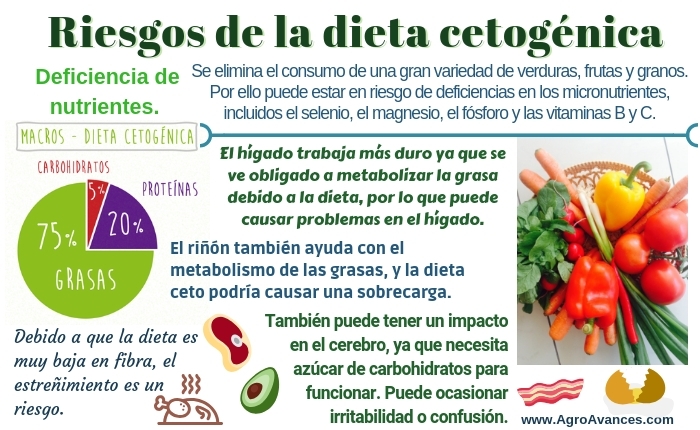 Riesgos de la dieta cetogénica
Deficiencia de
nutrientes.
Se elimina el consumo de una gran variedad de verduras, frutas y granos.
Por ello puede estar en riesgo de deficiencias en los micronutrientes,
incluidos el selenio, el magnesio, el fósforo y las vitaminas B y C.
MACROS - DIETA CETOGÉNICA
CARBOHIDRATOS
5%
PROTEÍNAS
20%
75%
GRASAS
El hígado trabaja más duro ya que se
ve obligado a metabolizar la grasa
debido a la dieta, por lo que puede
causar problemas en el hígado.
El riñón también ayuda con el
metabolismo de las grasas, y la dieta
ceto podría causar una sobrecarga.
Debido a que la dieta es
muy baja en fibra, el
estreñimiento es un
riesgo.
También puede tener un impacto
en el cerebro, ya que necesita
azúcar de carbohidratos para
funcionar. Puede ocasionar
irritabilidad o confusión.
www.AgroAvances.com